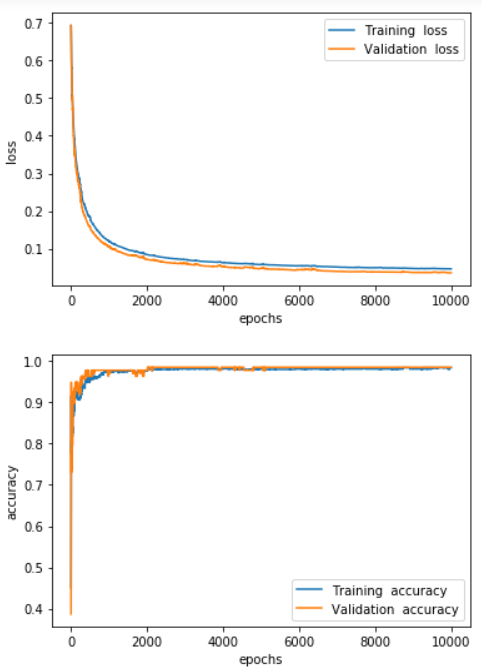 0.7
0.6
0.5
0.4
0.3
0.2
0.1
loss
Training loss
Validation loss
0 2000 4000 6000 8000 10000
epochs
1.0
0.9
0.8
0.7
0.6
0.5
0.4
accuracy
Training accuracy
Validation accuracy
0 2000 4000 6000 8000 10000
epochs